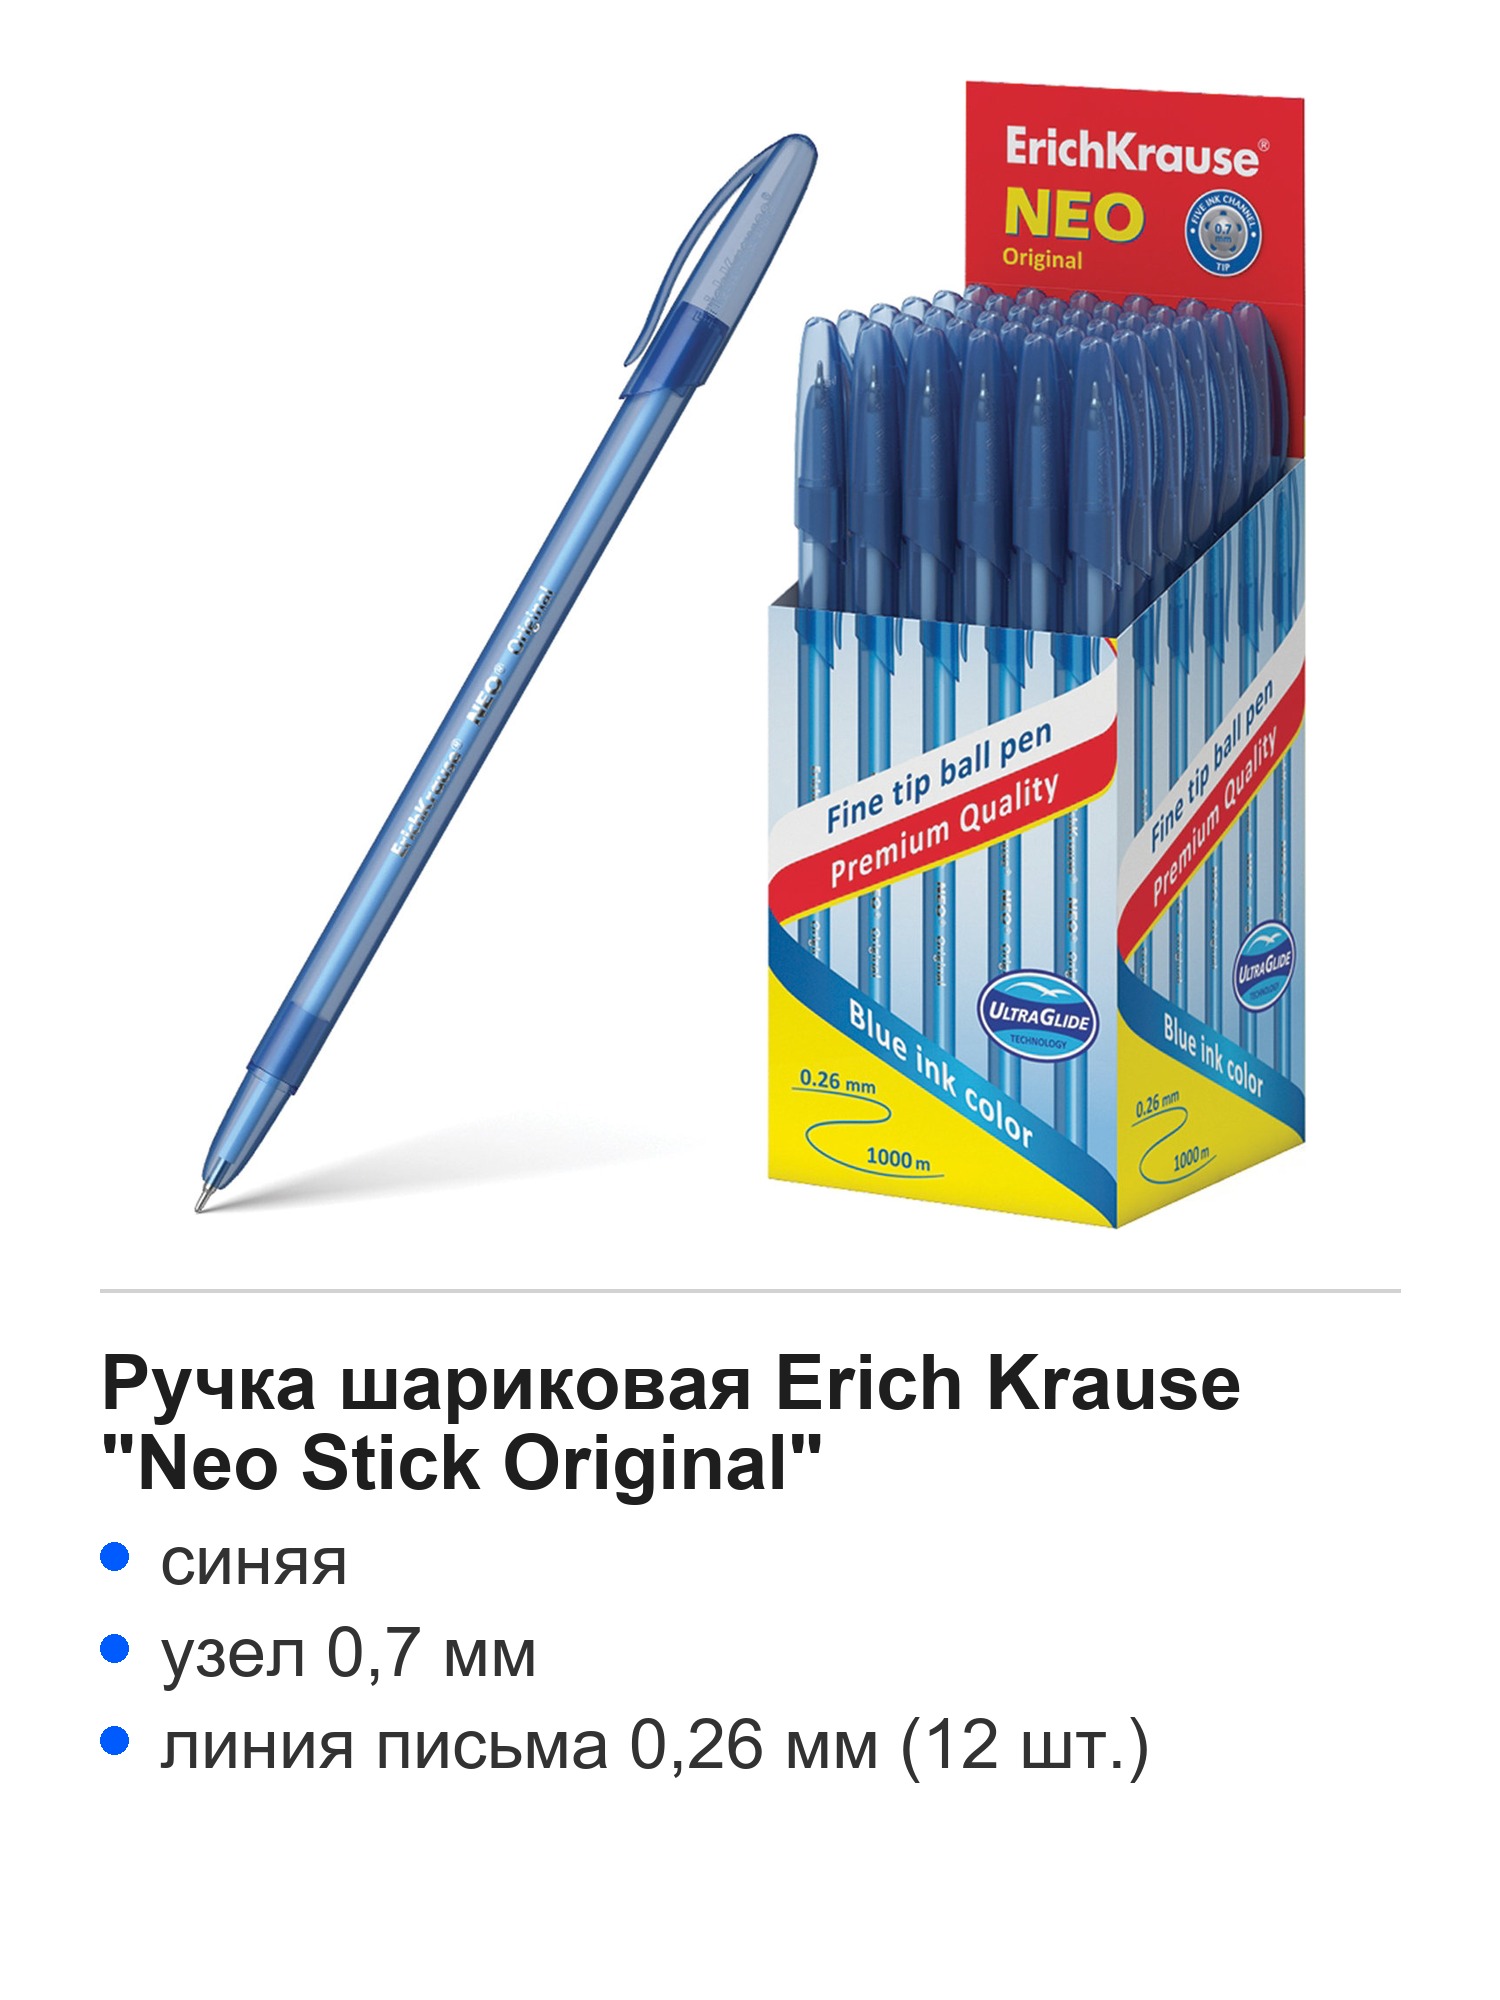 ErichKrause®
NEO
Original
FIVE INK CHANNEL
0.7
mm
TIP
ErichKrause
ErichKrause® NEO® Original
Fine tip ball pen
Premium Quality
Fine tip ball pen
Premium Quality
ULTRAGLIDE
TECHNOLOGY
ULTRAGLIDE
TECHNOLOGY
Blue ink color
Blue ink color
0.26 mm
1000 m
0.26 mm
1000 m
Ручка шариковая Erich Krause
"Neo Stick Original"
синяя
узел 0,7 мм
линия письма 0,26 мм (12 шт.)